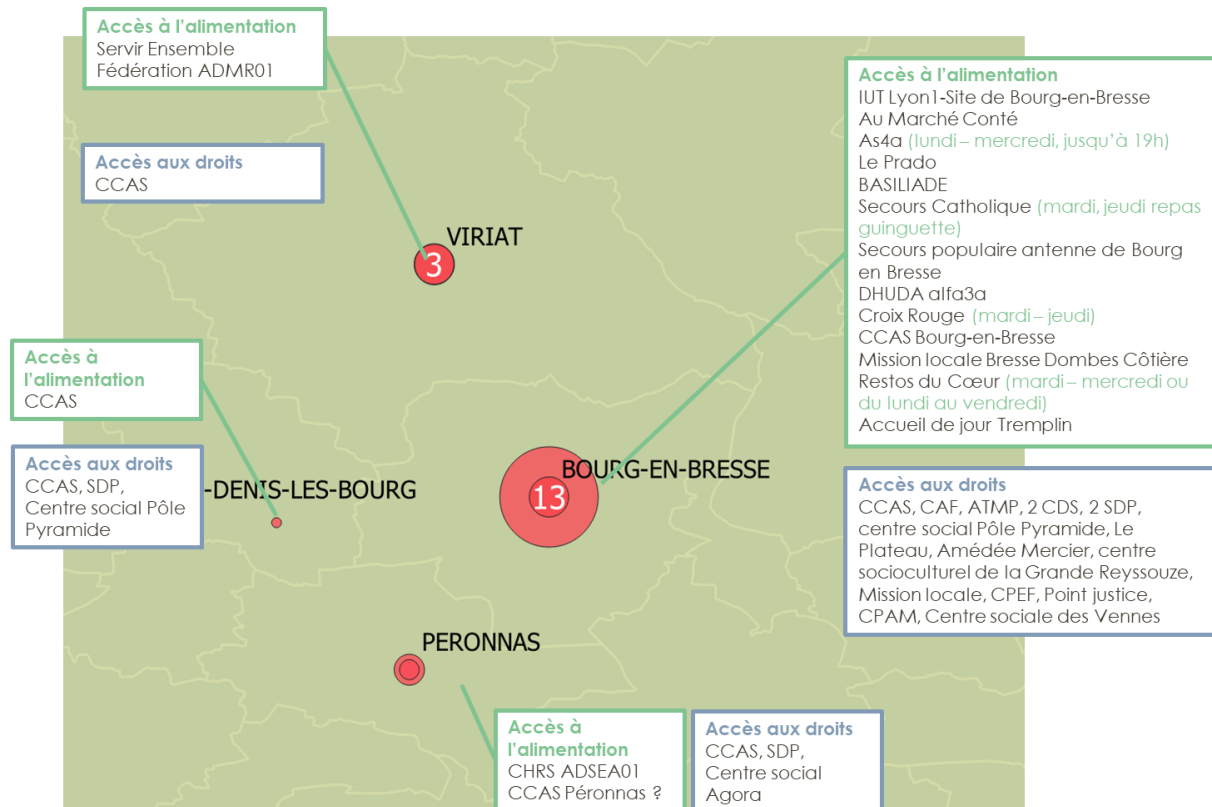 Accès à l'alimentation
Servir Ensemble
Fédération ADMR01
Accès aux droits
CCAS
VIRIAT
3
Accès à
l'alimentation
CCAS
Accès aux droits
CCAS, SDP,
Centre social Pôle
Pyramide
-DENIS-LES-BOURG
BOURG-EN-BRESSE
13
PERONNAS
Accès à
l'alimentation
CHRS ADSEA01
CCAS Péronnas ?
Accès aux droits
CCAS, SDP,
Centre social
Agora
Accès à l'alimentation
IUT Lyon1-Site de Bourg-en-Bresse
Au Marché Conté
As4a (lundi – mercredi, jusqu'à 19h)
Le Prado
BASILIADE
Secours Catholique (mardi, jeudi repas
guinguette)
Secours populaire antenne de Bourg
en Bresse
DHUDA alfa3a
Croix Rouge (mardi – jeudi)
CCAS Bourg-en-Bresse
Mission locale Bresse Dombes Côtière
Restos du Cœur (mardi – mercredi ou
du lundi au vendredi)
Accueil de jour Tremplin
Accès aux droits
CCAS, CAF, ATMP, 2 CDS, 2 SDP,
centre social Pôle Pyramide, Le
Plateau, Amédée Mercier, centre
socioculturel de la Grande Reyssouze,
Mission locale, CPEF, Point justice,
CPAM, Centre sociale des Vennes